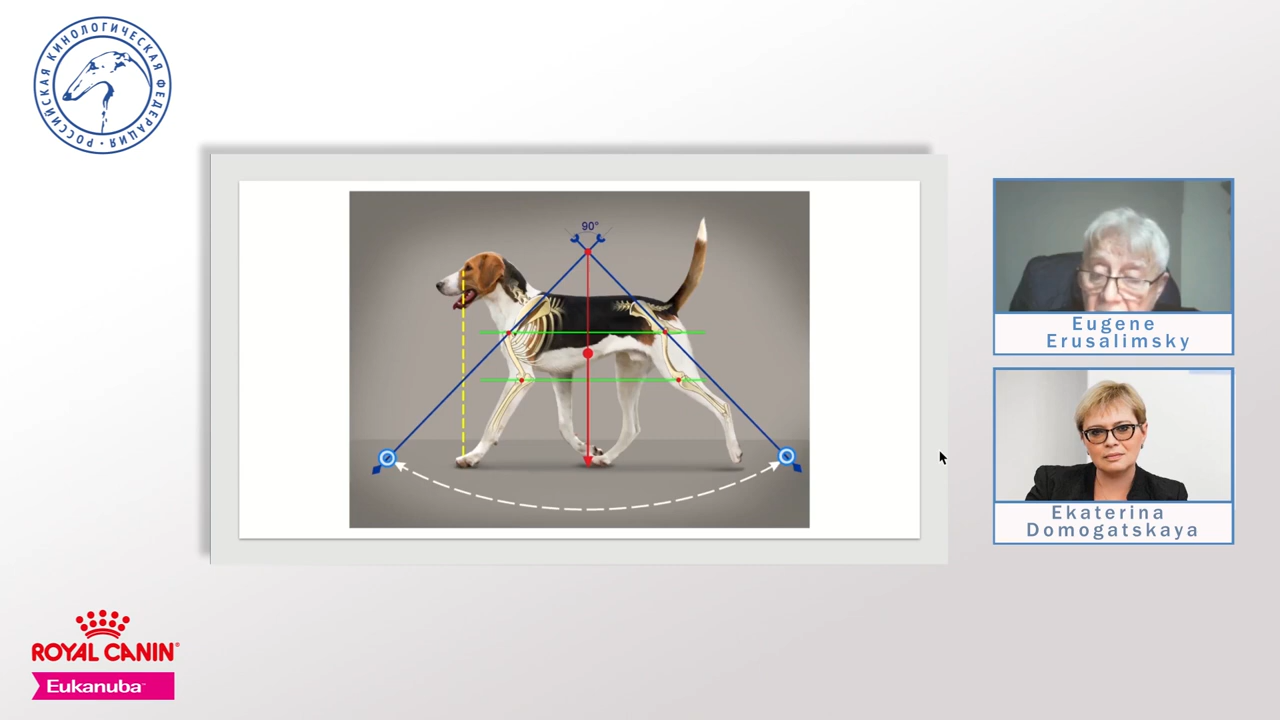 РОССИЙСКАЯ КИНОЛОГИЧЕСКАЯ ФЕДЕРАЦИЯ
90°
Eugene
Erusalimsky
Ekaterina
Domogatskaya
ROYAL CANIN
Eukanuba